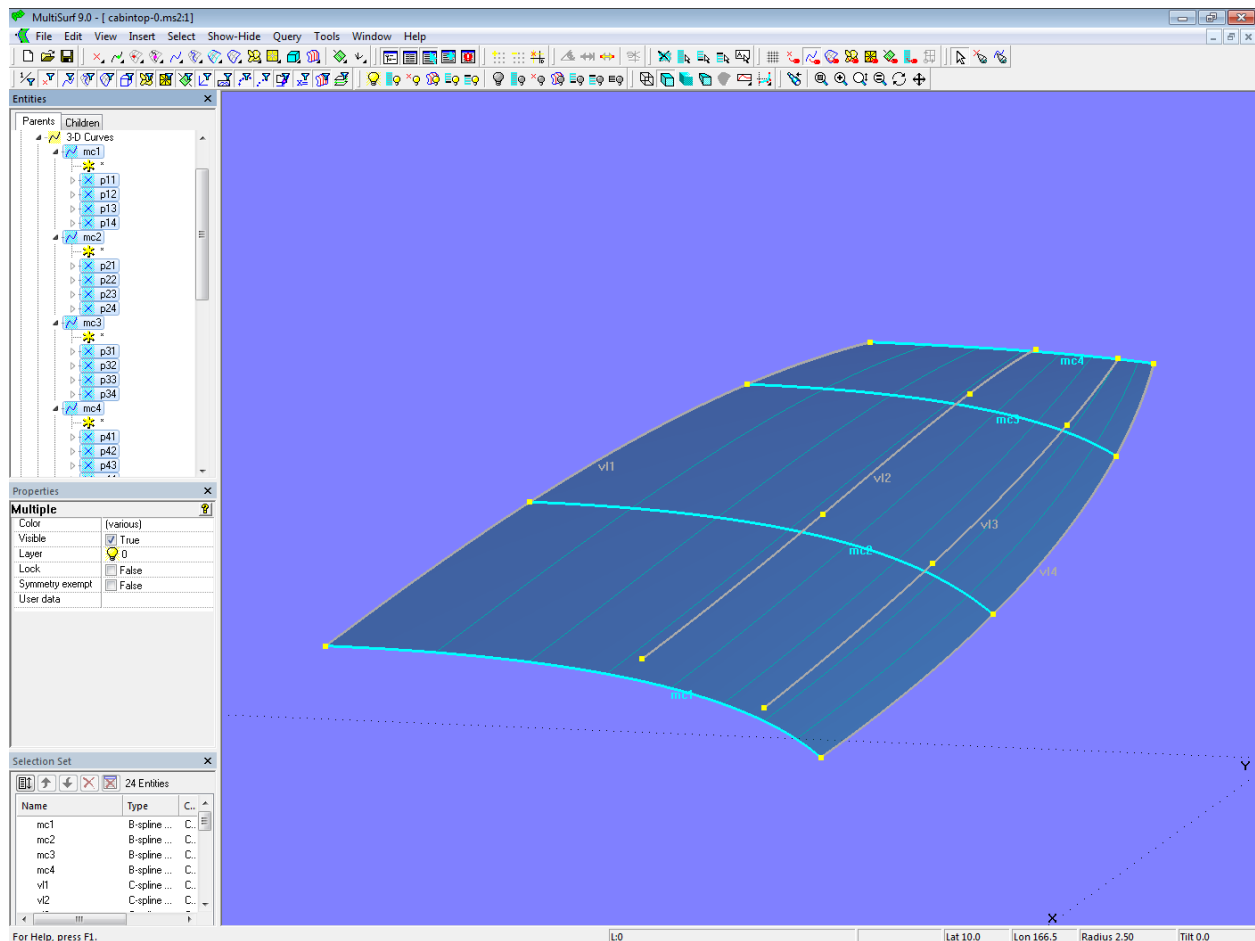 MultiSurf 9.0 - [ cabintop-0.ms2:1]
File Edit View Insert Select Show-Hide Query Tools Window Help
Entities
Parents Children
3-D Curves
mc1
*
p11
p12
p13
p14
mc2
*
p21
p22
p23
p24
mc3
*
p31
p32
p33
p34
mc4
*
p41
p42
p43
Properties
Multiple
Color (various)
Visible True
Layer 0
Lock False
Symmetry exempt False
User data
Selection Set
24 Entities
Name Type C..
mc1 B-spline ... C..
mc2 B-spline ... C..
mc3 B-spline ... C..
mc4 B-spline ... C..
vl1 C-spline ... C..
vl2 C-spline ... C..
mc4
mc3
vl1
vl2
vl3
mc2
vl4
mc1
Y
X
For Help, press F1. L:0 Lat 10.0 Lon 166.5 Radius 2.50 Tilt 0.0